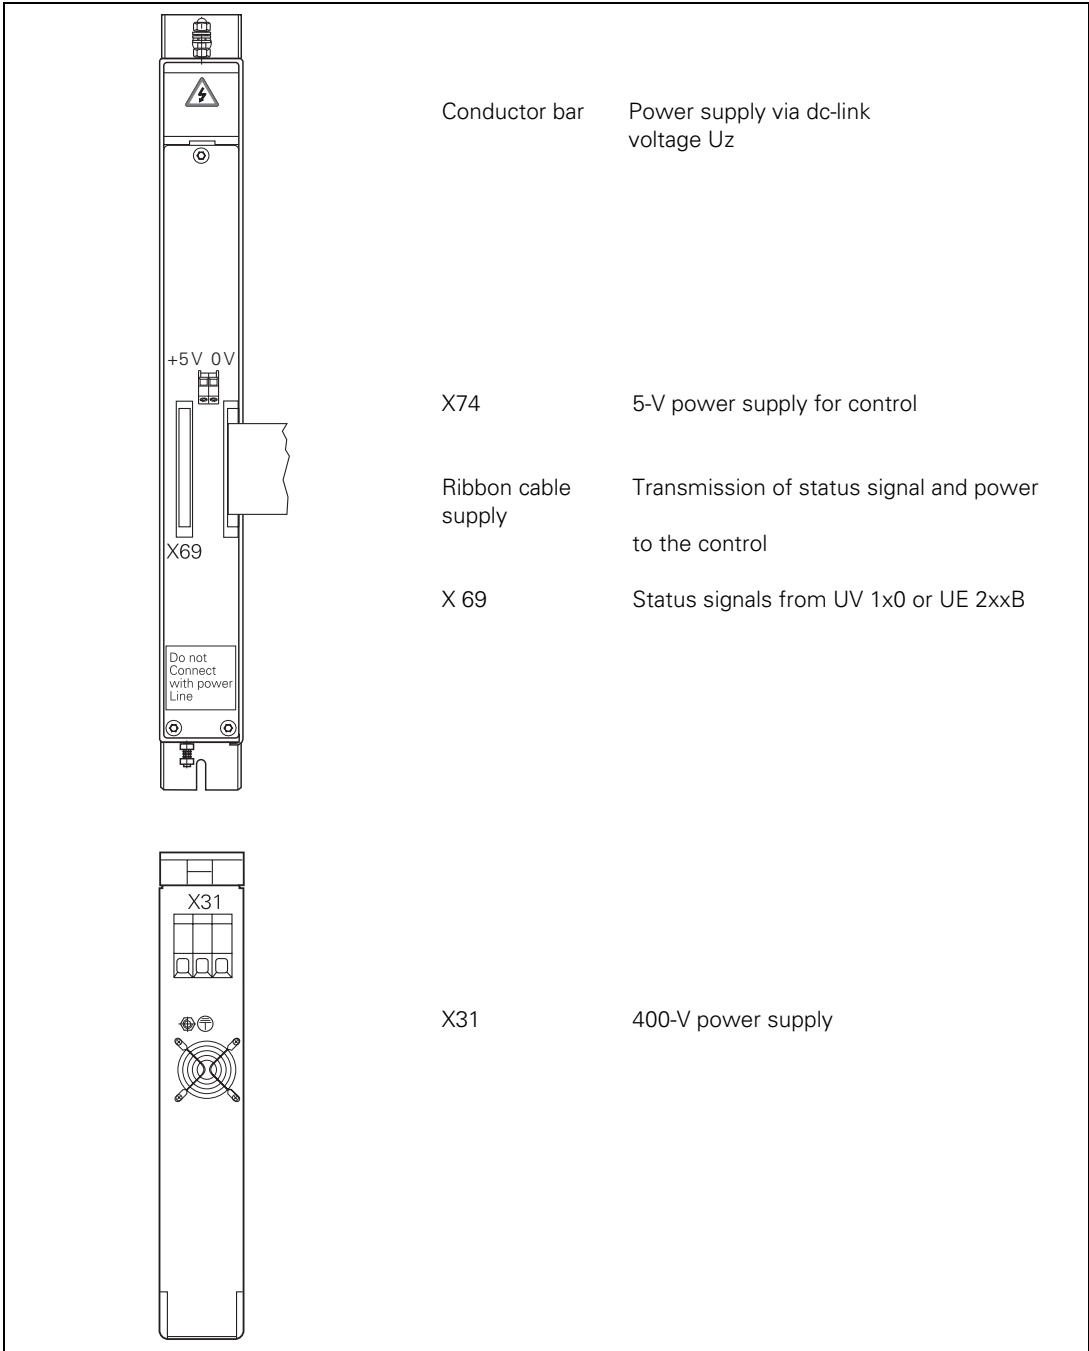 Conductor bar Power supply via dc-link
voltage Uz
+5V 0V
X74 5-V power supply for control
Ribbon cable Transmission of status signal and power
supply
to the control
X69
X 69 Status signals from UV 1x0 or UE 2xxB
Do not
Connect
with power
Line
X31
X31 400-V power supply